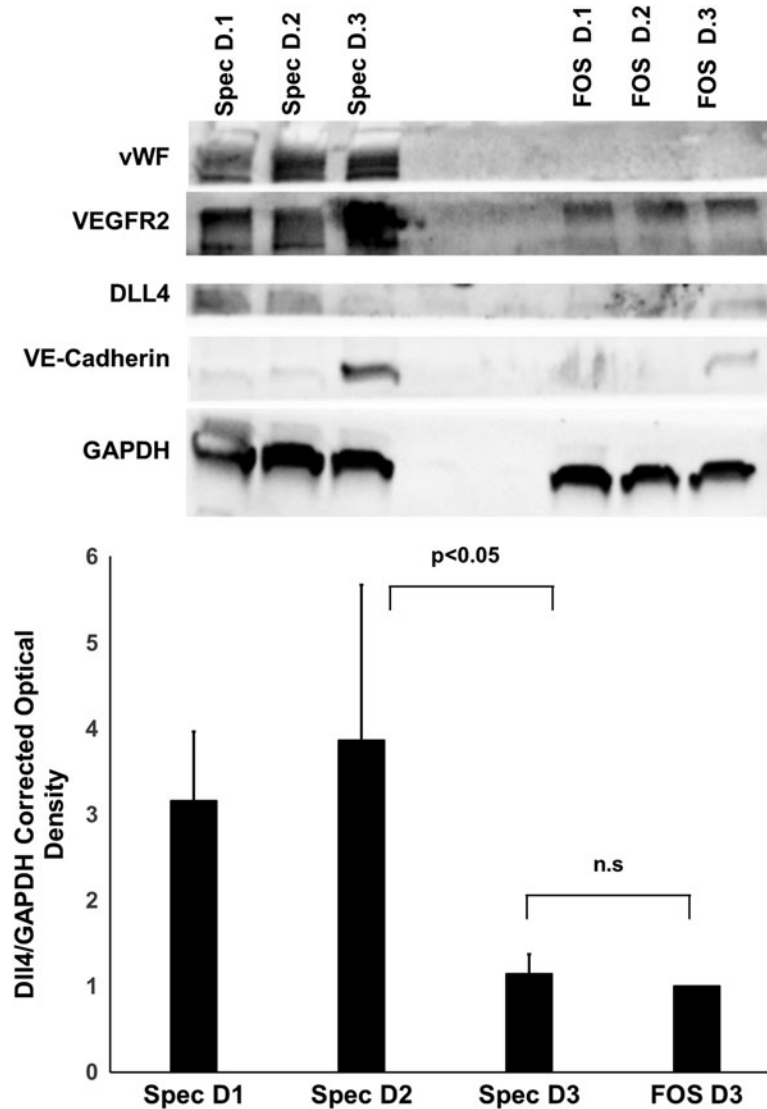 Spec D.1
Spec D.2
Spec D.3
FOS D.1
FOS D.2
FOS D.3
vWF
VEGFR2
DLL4
VE-Cadherin
GAPDH
6
p<0.05
5
4
3
n.s
2
1
0
Dll4/GAPDH Corrected Optical
Density
Spec D1
Spec D2
Spec D3
FOS D3